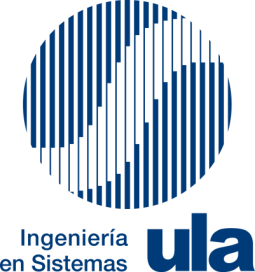 Ingeniería
en Sistemas
ula